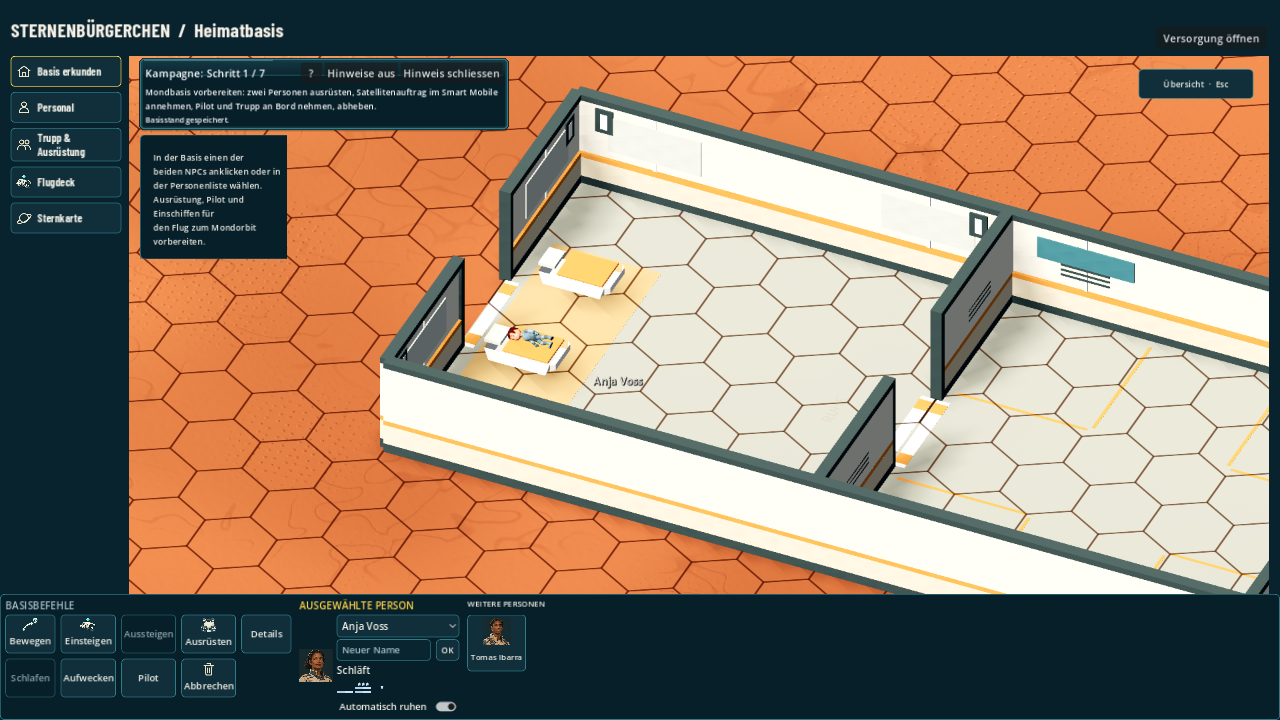 STERNENBÜRGERCHEN / Heimatbasis
Versorgung öffnen
Basis erkunden
Personal
Trupp &
Ausrüstung
Flugdeck
Sternkarte
Kampagne: Schritt 1 / 7
? Hinweise aus Hinweis schliessen
Mondbasis vorbereiten: zwei Personen ausrüsten, Satellitenauftrag im Smart Mobile
annehmen, Pilot und Trupp an Bord nehmen, abheben.
Basisstand gespeichert.
Übersicht · Esc
In der Basis einen der
beiden NPCs anklicken oder in
der Personenliste wählen.
Ausrüstung, Pilot und
Einschiffen für
den Flug zum Mondorbit
vorbereiten.
Anja Voss
BASISBEFEHLE
Bewegen
Einsteigen
Aussteigen
Ausrüsten
Details
Schlafen
Aufwecken
Pilot
Abbrechen
AUSGEWÄHLTE PERSON
Anja Voss
Neuer Name
OK
Schläft
Automatisch ruhen
WEITERE PERSONEN
Tomas Ibarra